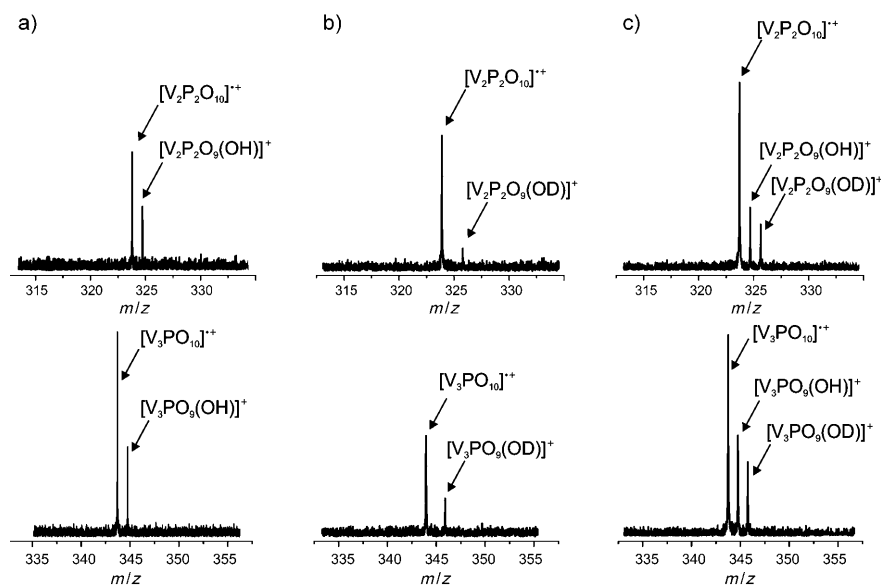 a)
[V₂P₂O₁₀]•⁺
[V₂P₂O₉(OH)]⁺
315 320 325 330
m/z
b)
[V₂P₂O₁₀]•⁺
[V₂P₂O₉(OD)]⁺
315 320 325 330
m/z
c)
[V₂P₂O₁₀]•⁺
[V₂P₂O₉(OH)]⁺
[V₂P₂O₉(OD)]⁺
315 320 325 330
m/z
[V₃PO₁₀]•⁺
[V₃PO₉(OH)]⁺
335 340 345 350 355
m/z
[V₃PO₁₀]•⁺
[V₃PO₉(OD)]⁺
335 340 345 350 355
m/z
[V₃PO₁₀]•⁺
[V₃PO₉(OH)]⁺
[V₃PO₉(OD)]⁺
335 340 345 350 355
m/z